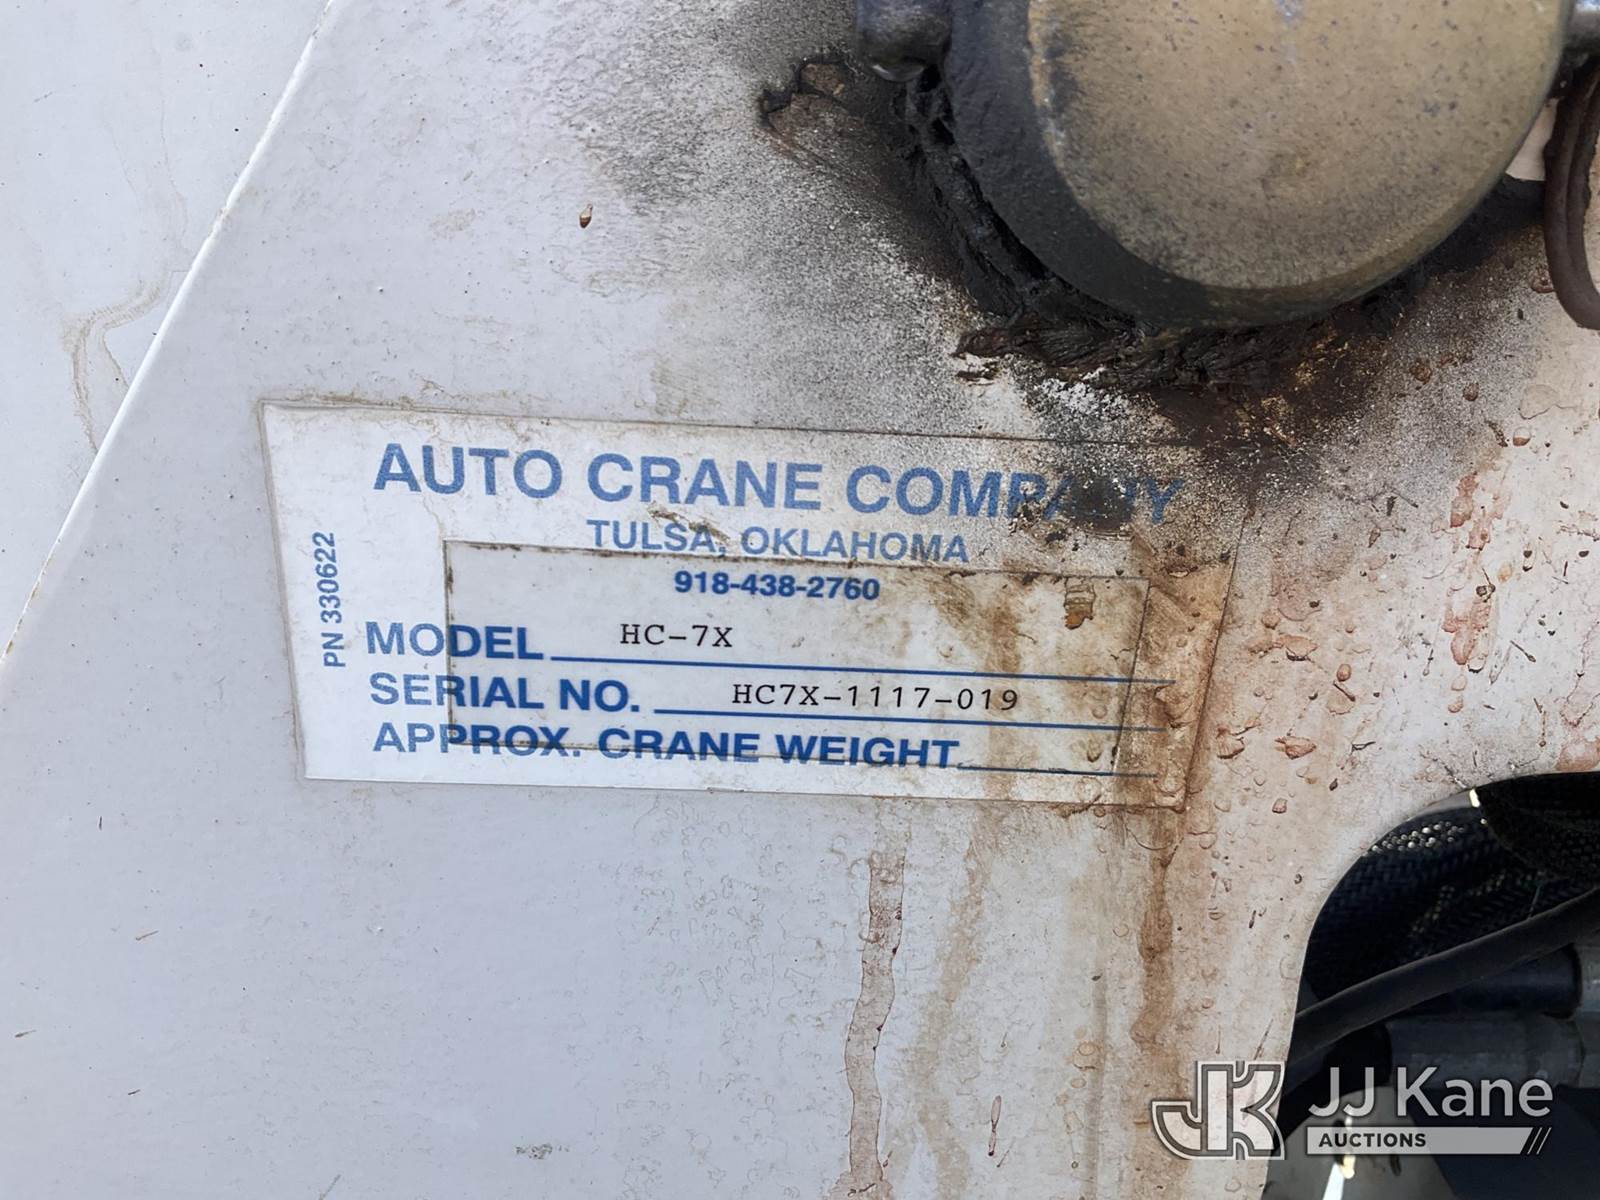 AUTO CRANE COMPANY
TULSA, OKLAHOMA
918-438-2760
PN 330622
MODEL HC-7X
SERIAL NO. HC7X-1117-019
APPROX. CRANE WEIGHT
JK JJ Kane
AUCTIONS